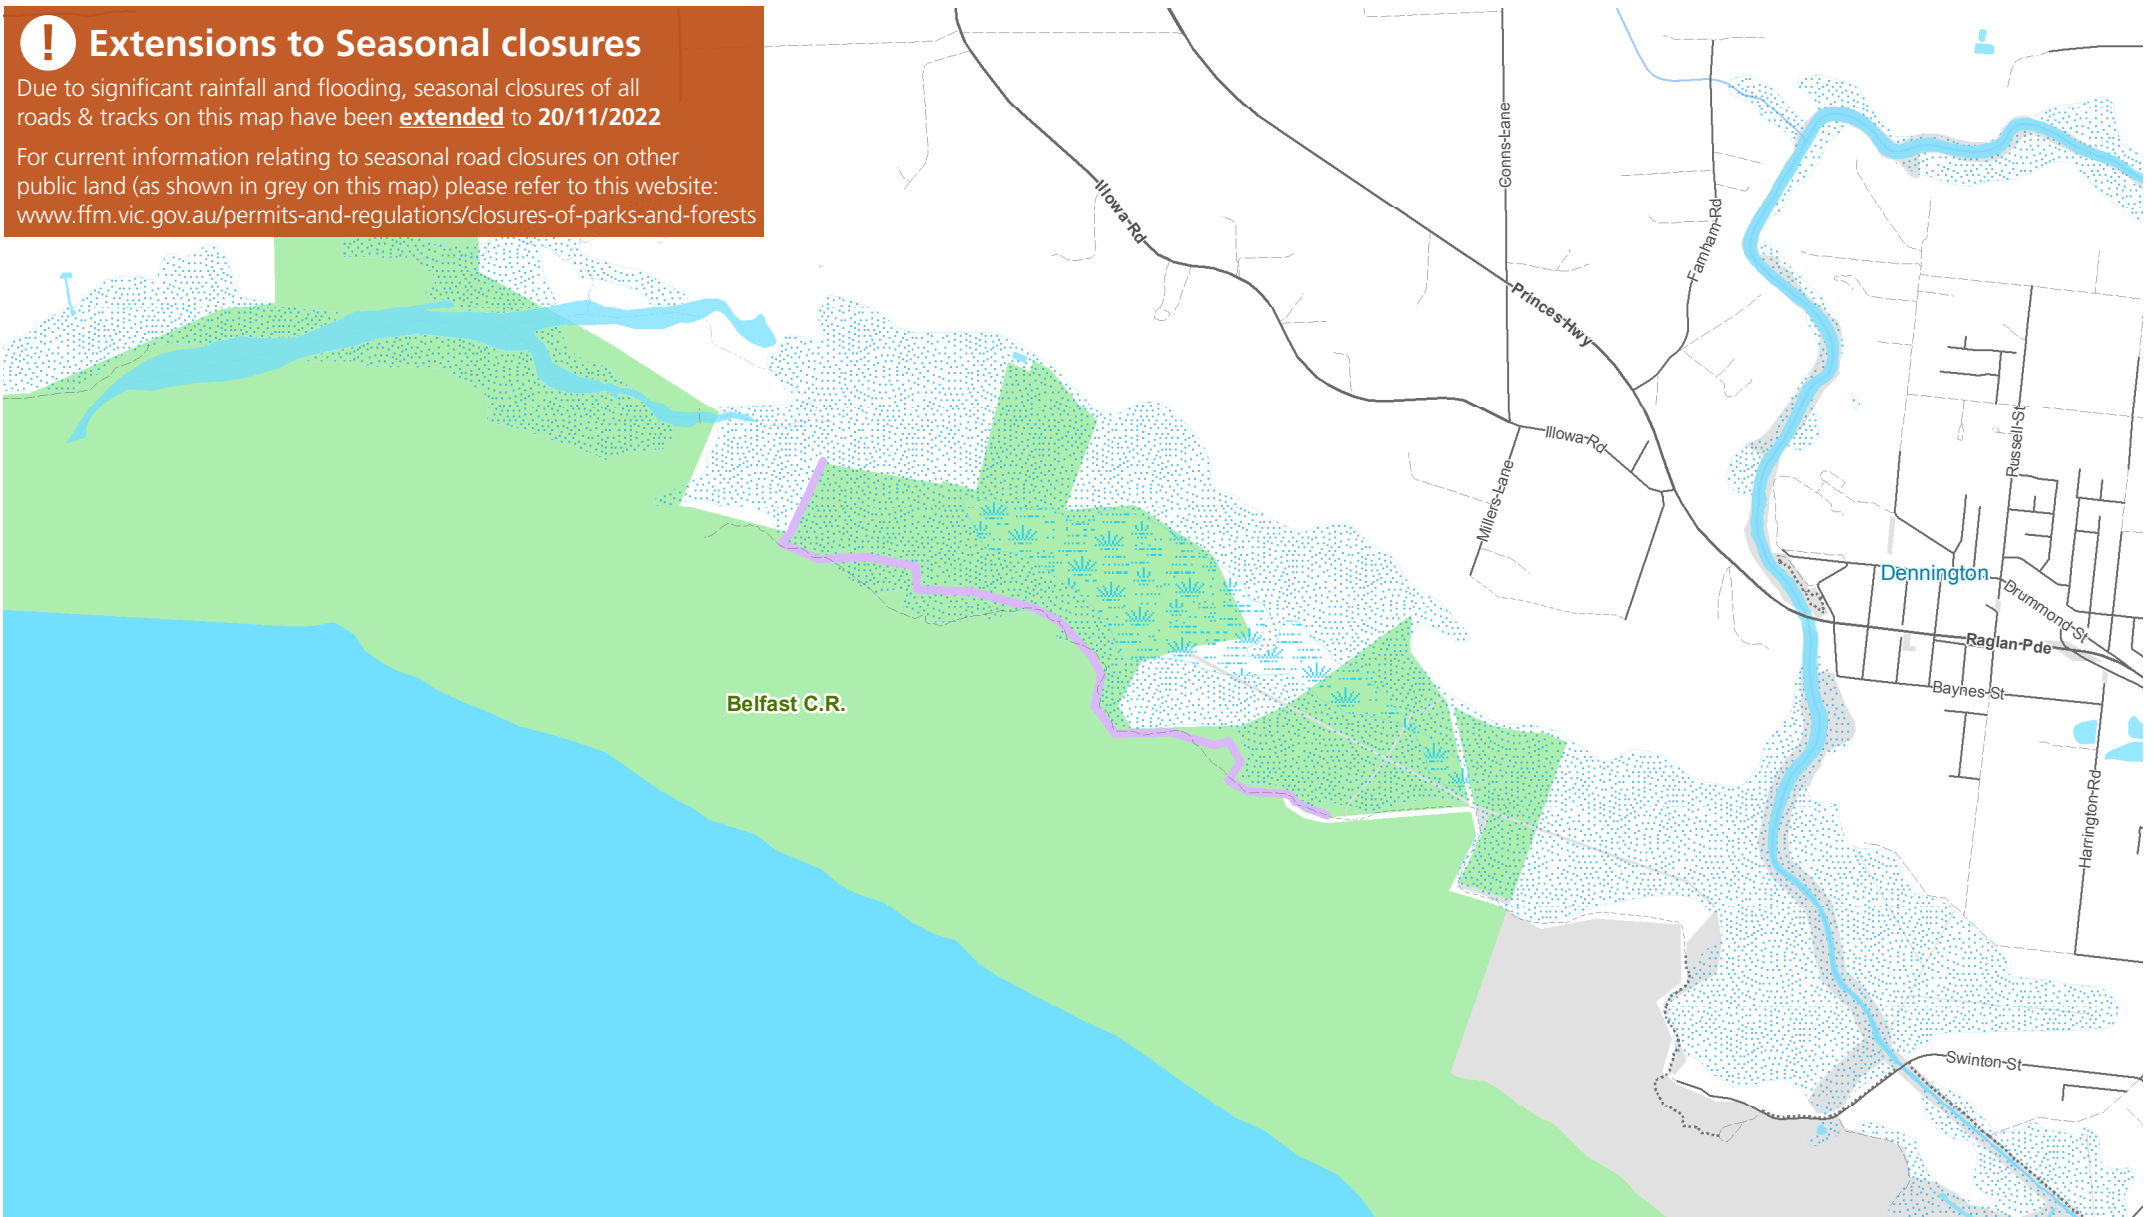 ! Extensions to Seasonal closures
Due to significant rainfall and flooding, seasonal closures of all
roads & tracks on this map have been extended to 20/11/2022
For current information relating to seasonal road closures on other
public land (as shown in grey on this map) please refer to this website:
www.ffm.vic.gov.au/permits-and-regulations/closures-of-parks-and-forests
Conns Lane
Illowa Rd
Farnham Rd
Princes Hwy
Illowa Rd
Russell St
Millers Lane
Dennington
Drummond St
Raglan Pde
Baynes St
Belfast C.R.
Harrington Rd
Swinton St